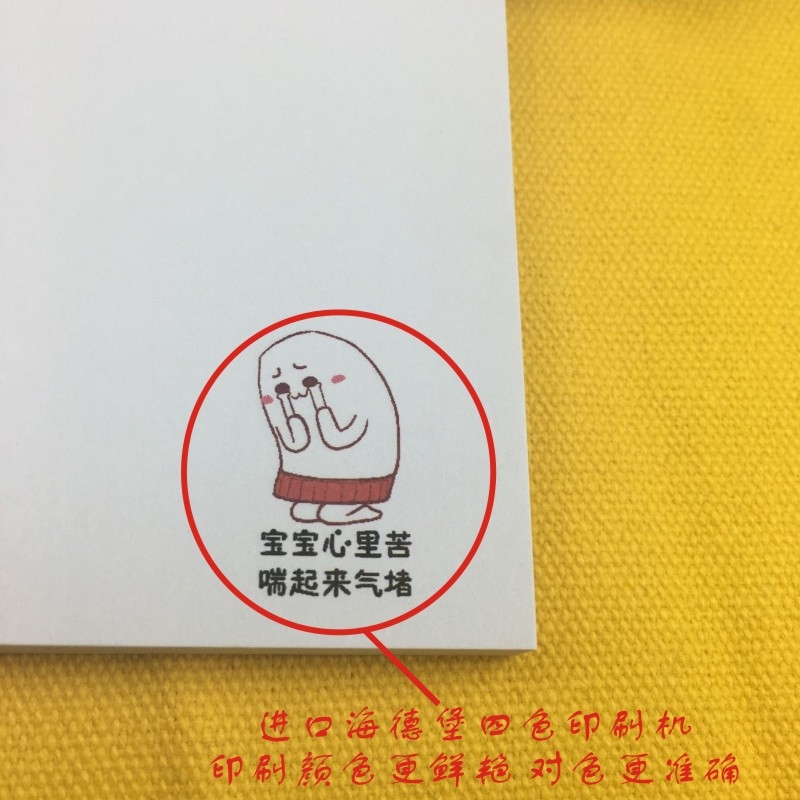 宝宝心里苦
喘起来气堵
进口海德堡四色印刷机
印刷颜色更鲜艳 对色更准确